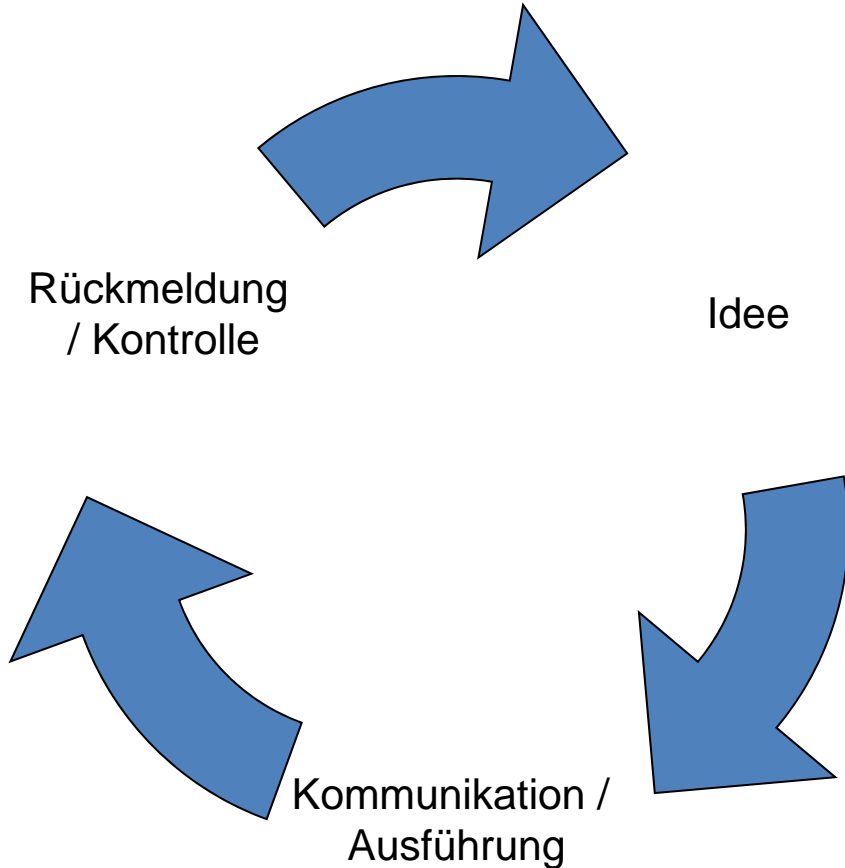 Rückmeldung
/ Kontrolle
Idee
Kommunikation /
Ausführung